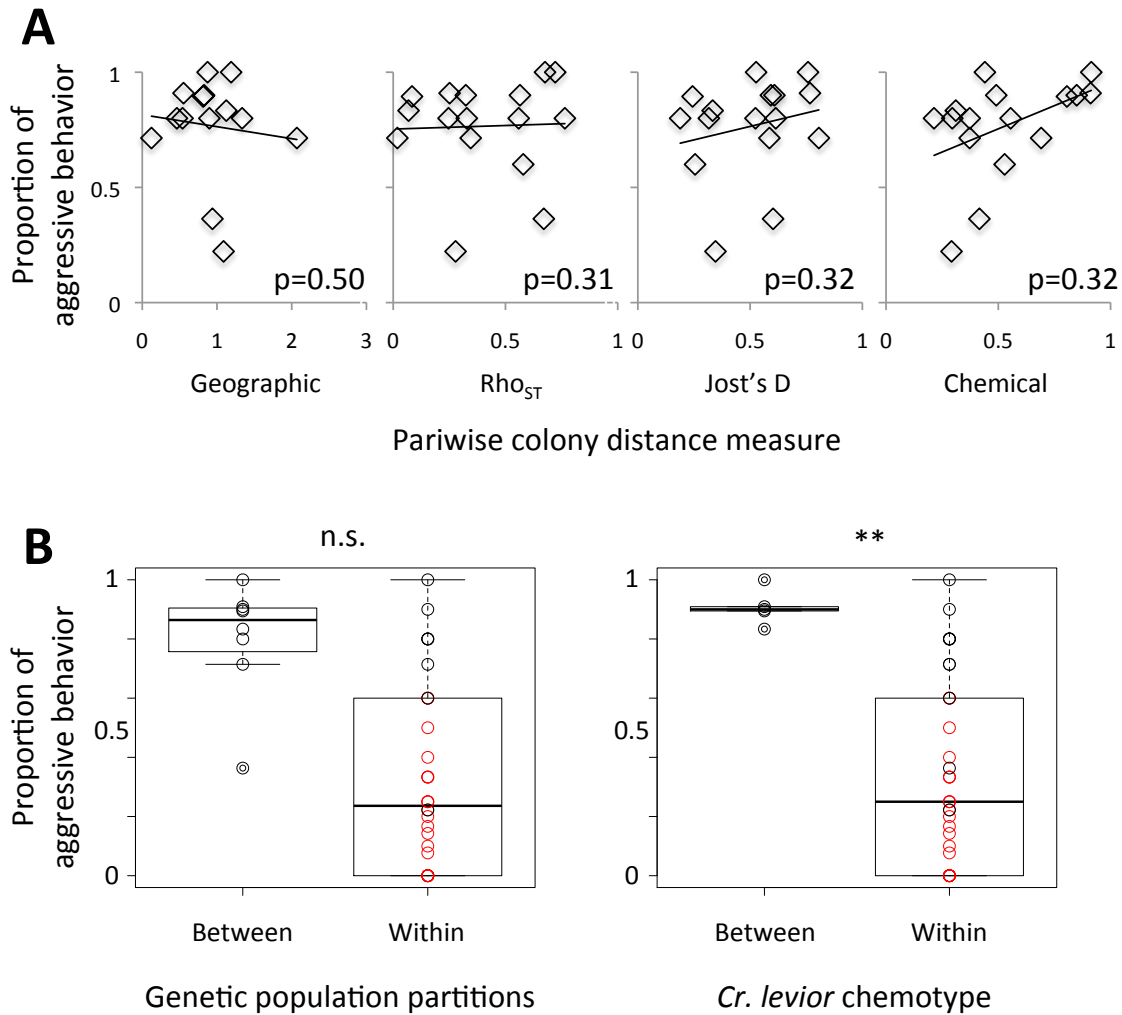 A
Proportion of
aggressive behavior
1
0.5
0
p=0.50
p=0.31
p=0.32
p=0.32
0 1 2 3
0 0.5 1
0 0.5 1
0 0.5 1
Geographic
Rho_ST
Jost's D
Chemical
Pariwise colony distance measure
B
n.s.
**
Proportion of
aggressive behavior
1
0.5
0
1
0.5
0
Between Within
Between Within
Genetic population partitions
Cr. levior chemotype